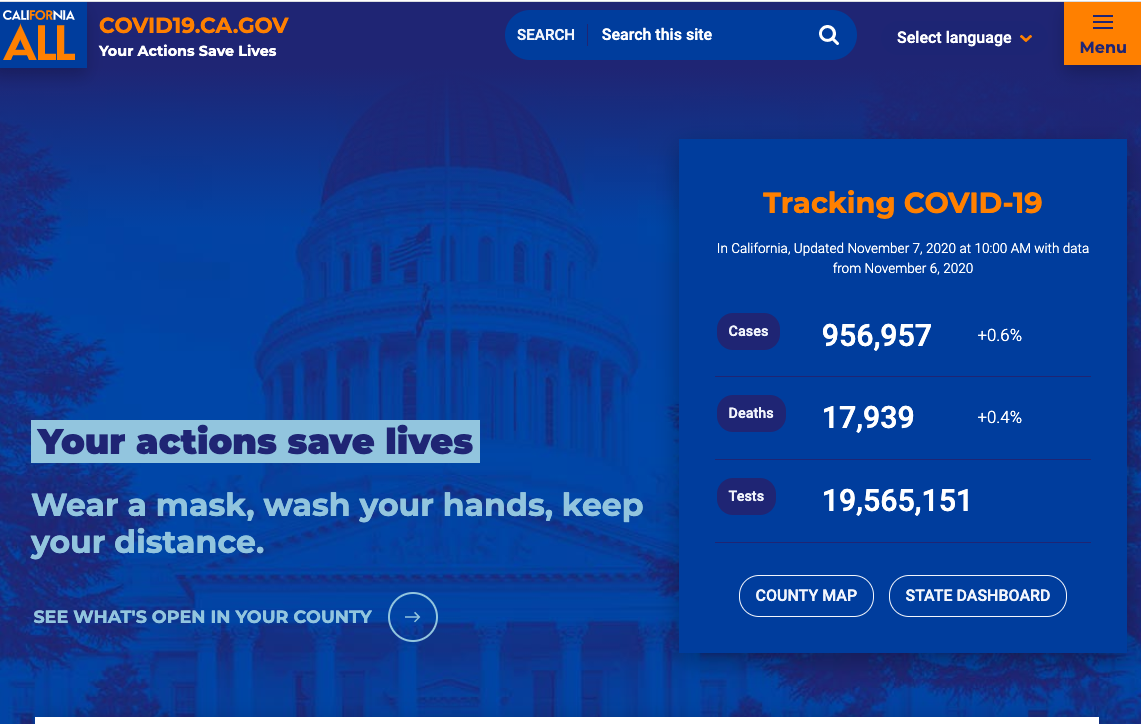 CALIFORNIA
ALL
COVID19.CA.GOV
Your Actions Save Lives
SEARCH Search this site
Select language
Menu
Your actions save lives
Wear a mask, wash your hands, keep
your distance.
SEE WHAT'S OPEN IN YOUR COUNTY
Tracking COVID-19
In California, Updated November 7, 2020 at 10:00 AM with data
from November 6, 2020
Cases 956,957 +0.6%
Deaths 17,939 +0.4%
Tests 19,565,151
COUNTY MAP STATE DASHBOARD